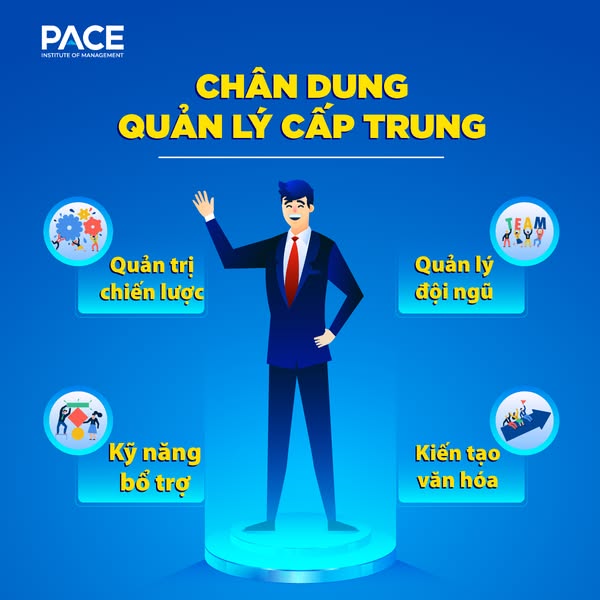 PACE
INSTITUTE OF MANAGEMENT
CHÂN DUNG
QUẢN LÝ CẤP TRUNG
Quản trị
chiến lược
TEAM
Quản lý
đội ngũ
Kỹ năng
bổ trợ
Kiến tạo
văn hóa